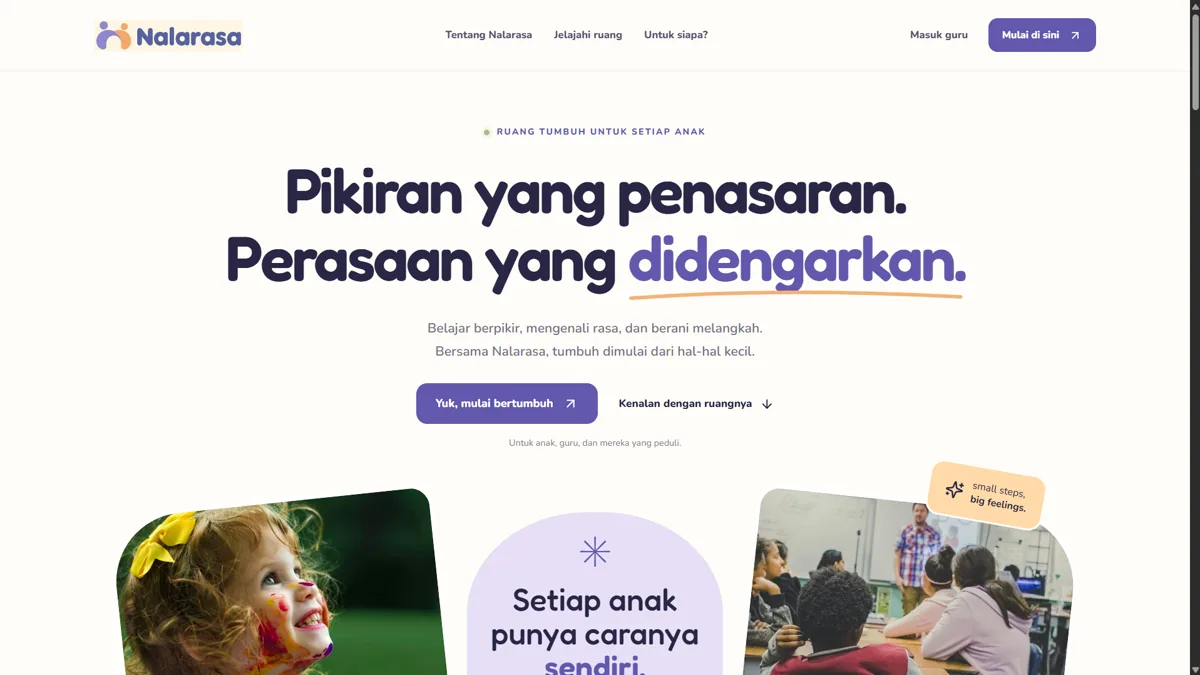 Nalarasa
Tentang Nalarasa
Jelajahi ruang
Untuk siapa?
Masuk guru
Mulai di sini
RUANG TUMBUH UNTUK SETIAP ANAK
Pikiran yang penasaran.
Perasaan yang didengarkan.
Belajar berpikir, mengenali rasa, dan berani melangkah.
Bersama Nalarasa, tumbuh dimulai dari hal-hal kecil.
Yuk, mulai bertumbuh
Kenalan dengan ruangnya
Untuk anak, guru, dan mereka yang peduli.
small steps,
big feelings.
Setiap anak
punya caranya
sendiri.